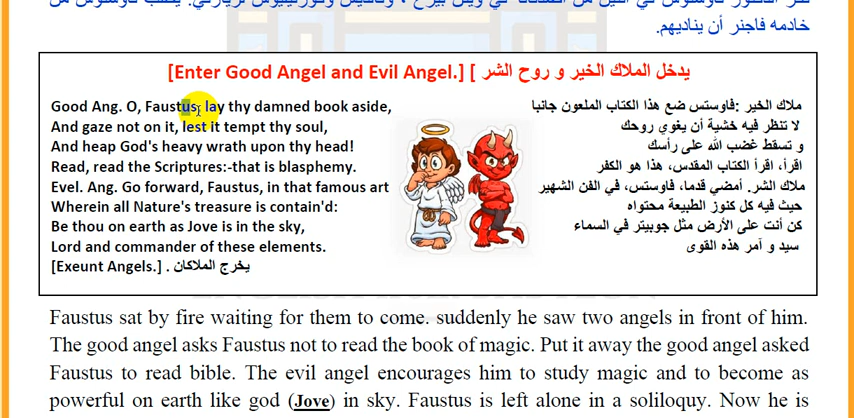 خادمه فاجنر أن يناديهم.
[Enter Good Angel and Evil Angel.] [ يدخل الملاك الخير و روح الشر
Good Ang. O, Faustus, lay thy damned book aside,
And gaze not on it, lest it tempt thy soul,
And heap God's heavy wrath upon thy head!
Read, read the Scriptures:-that is blasphemy.
Evel. Ang. Go forward, Faustus, in that famous art
Wherein all Nature's treasure is contain'd:
Be thou on earth as Jove is in the sky,
Lord and commander of these elements.
[Exeunt Angels.] . يخرج الملاكان
ملاك الخير :فاوستس ضع هذا الكتاب الملعون جانبا
لا تنظر فيه خشية أن يغوي روحك
و تسقط غضب الله على رأسك
اقرأ، اقرأ الكتاب المقدس، هذا هو الكفر
ملاك الشر. أمضي قدما، فاوستس، في الفن الشهير
حيث فيه كل كنوز الطبيعة محتواه
كن أنت على الأرض مثل جوبيتر في السماء
سيد و آمر هذه القوى
Faustus sat by fire waiting for them to come. suddenly he saw two angels in front of him.
The good angel asks Faustus not to read the book of magic. Put it away the good angel asked
Faustus to read bible. The evil angel encourages him to study magic and to become as
powerful on earth like god (Jove) in sky. Faustus is left alone in a soliloquy. Now he is